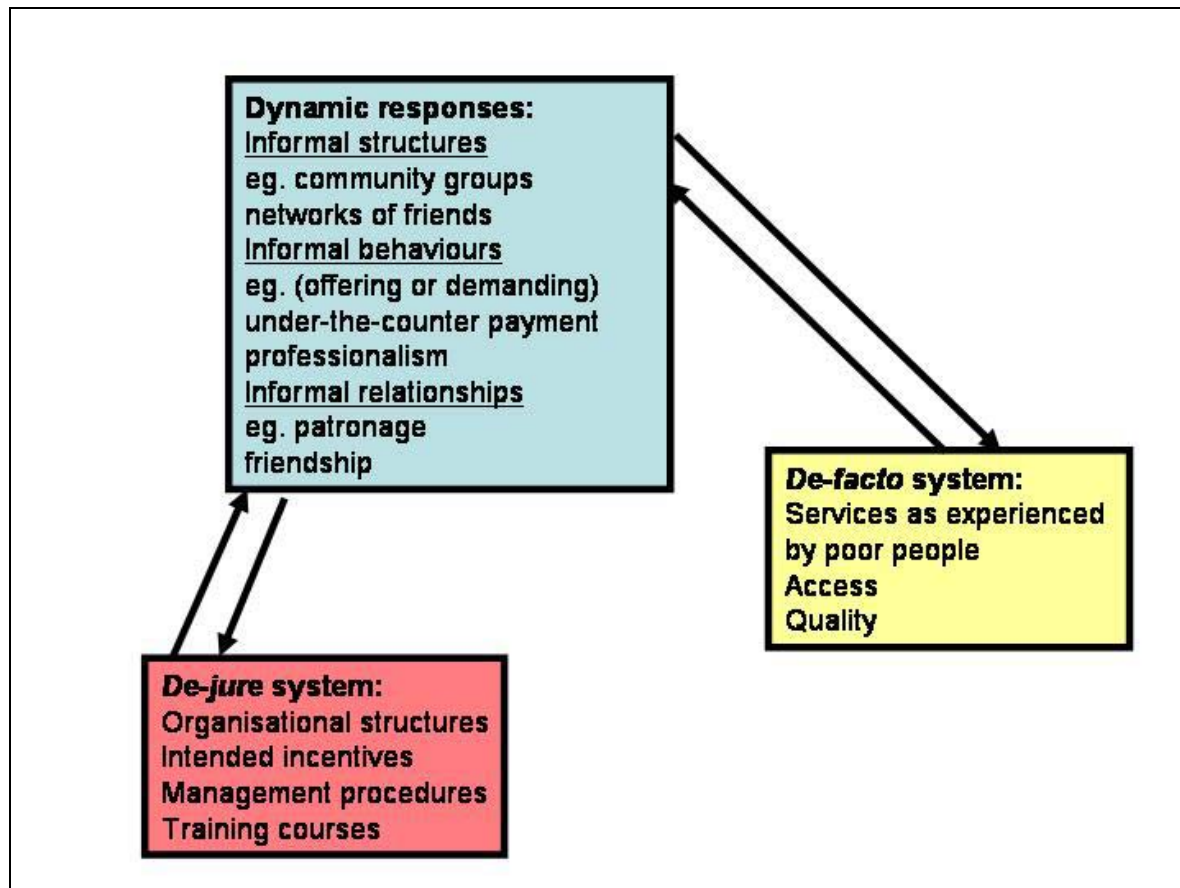 Dynamic responses:
Informal structures
eg. community groups
networks of friends
Informal behaviours
eg. (offering or demanding)
under-the-counter payment
professionalism
Informal relationships
eg. patronage
friendship
De-facto system:
Services as experienced
by poor people
Access
Quality
De-jure system:
Organisational structures
Intended incentives
Management procedures
Training courses